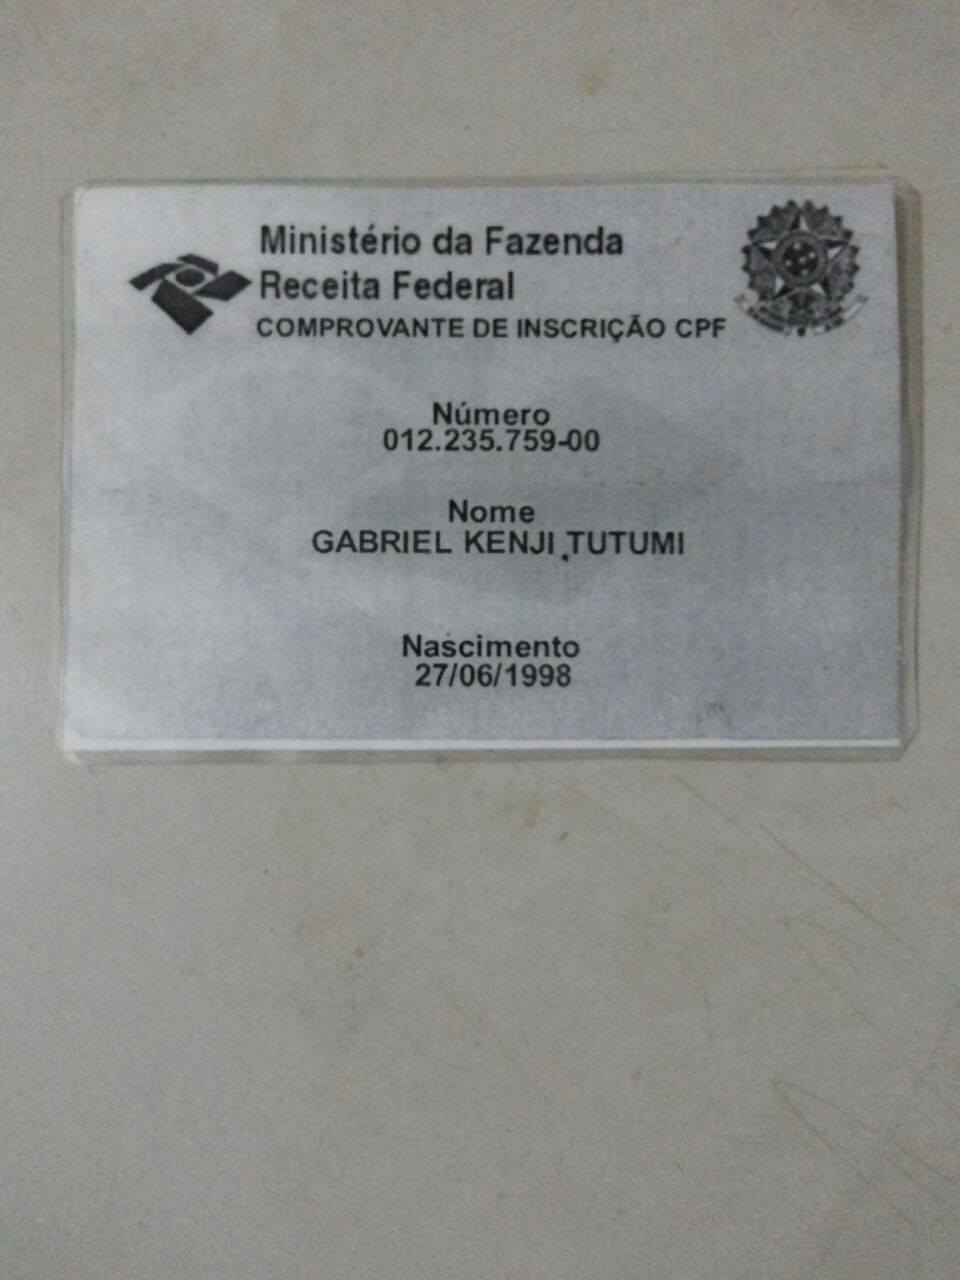 Ministério da Fazenda
Receita Federal
COMPROVANTE DE INSCRIÇÃO CPF
Número
012.235.759-00
Nome
GABRIEL KENJI TUTUMI
Nascimento
27/06/1998